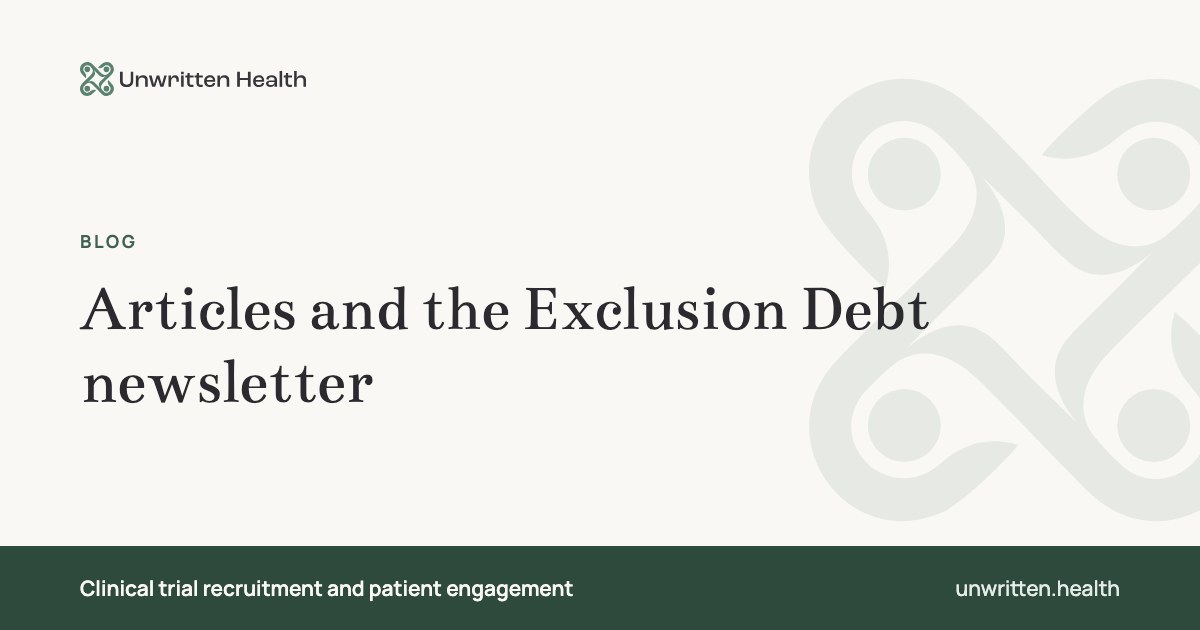 Unwritten Health
BLOG
Articles and the Exclusion Debt
newsletter
Clinical trial recruitment and patient engagement
unwritten.health